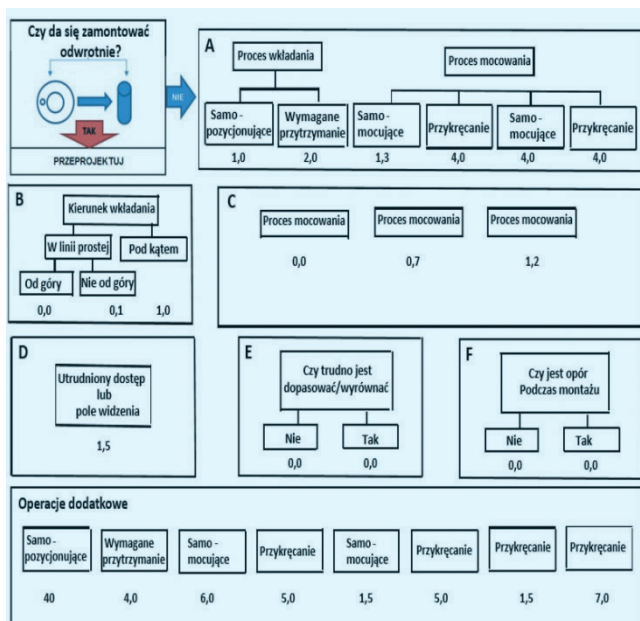 Czy da się zamontować
odwrotnie?
TAK
NIE
PRZEPROJEKTUJ
A
Proces wkładania
Proces mocowania
Samo -
pozycjonujące
Wymagane
przytrzymanie
Samo -
mocujące
Przykręcanie
Samo -
mocujące
Przykręcanie
1,0
2,0
1,3
4,0
4,0
4,0
B
Kierunek wkładania
W linii prostej
Pod kątem
Od góry
Nie od góry
0,0
0,1
1,0
C
Proces mocowania
Proces mocowania
Proces mocowania
0,0
0,7
1,2
D
Utrudniony dostęp
lub
pole widzenia
1,5
E
Czy trudno jest
dopasować/wyrównać
Nie
Tak
0,0
0,0
F
Czy jest opór
Podczas montażu
Nie
Tak
0,0
0,0
Operacje dodatkowe
Samo -
pozycjonujące
Wymagane
przytrzymanie
Samo -
mocujące
Przykręcanie
Samo -
mocujące
Przykręcanie
Przykręcanie
Przykręcanie
40
4,0
6,0
5,0
1,5
5,0
1,5
7,0